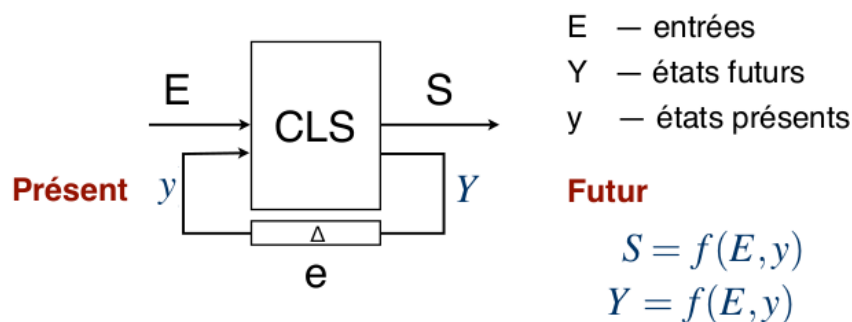 E — entrées
Y — états futurs
y — états présents
E
CLS
S
Présent
y
Y
Δ
e
Futur
S = f(E, y)
Y = f(E, y)